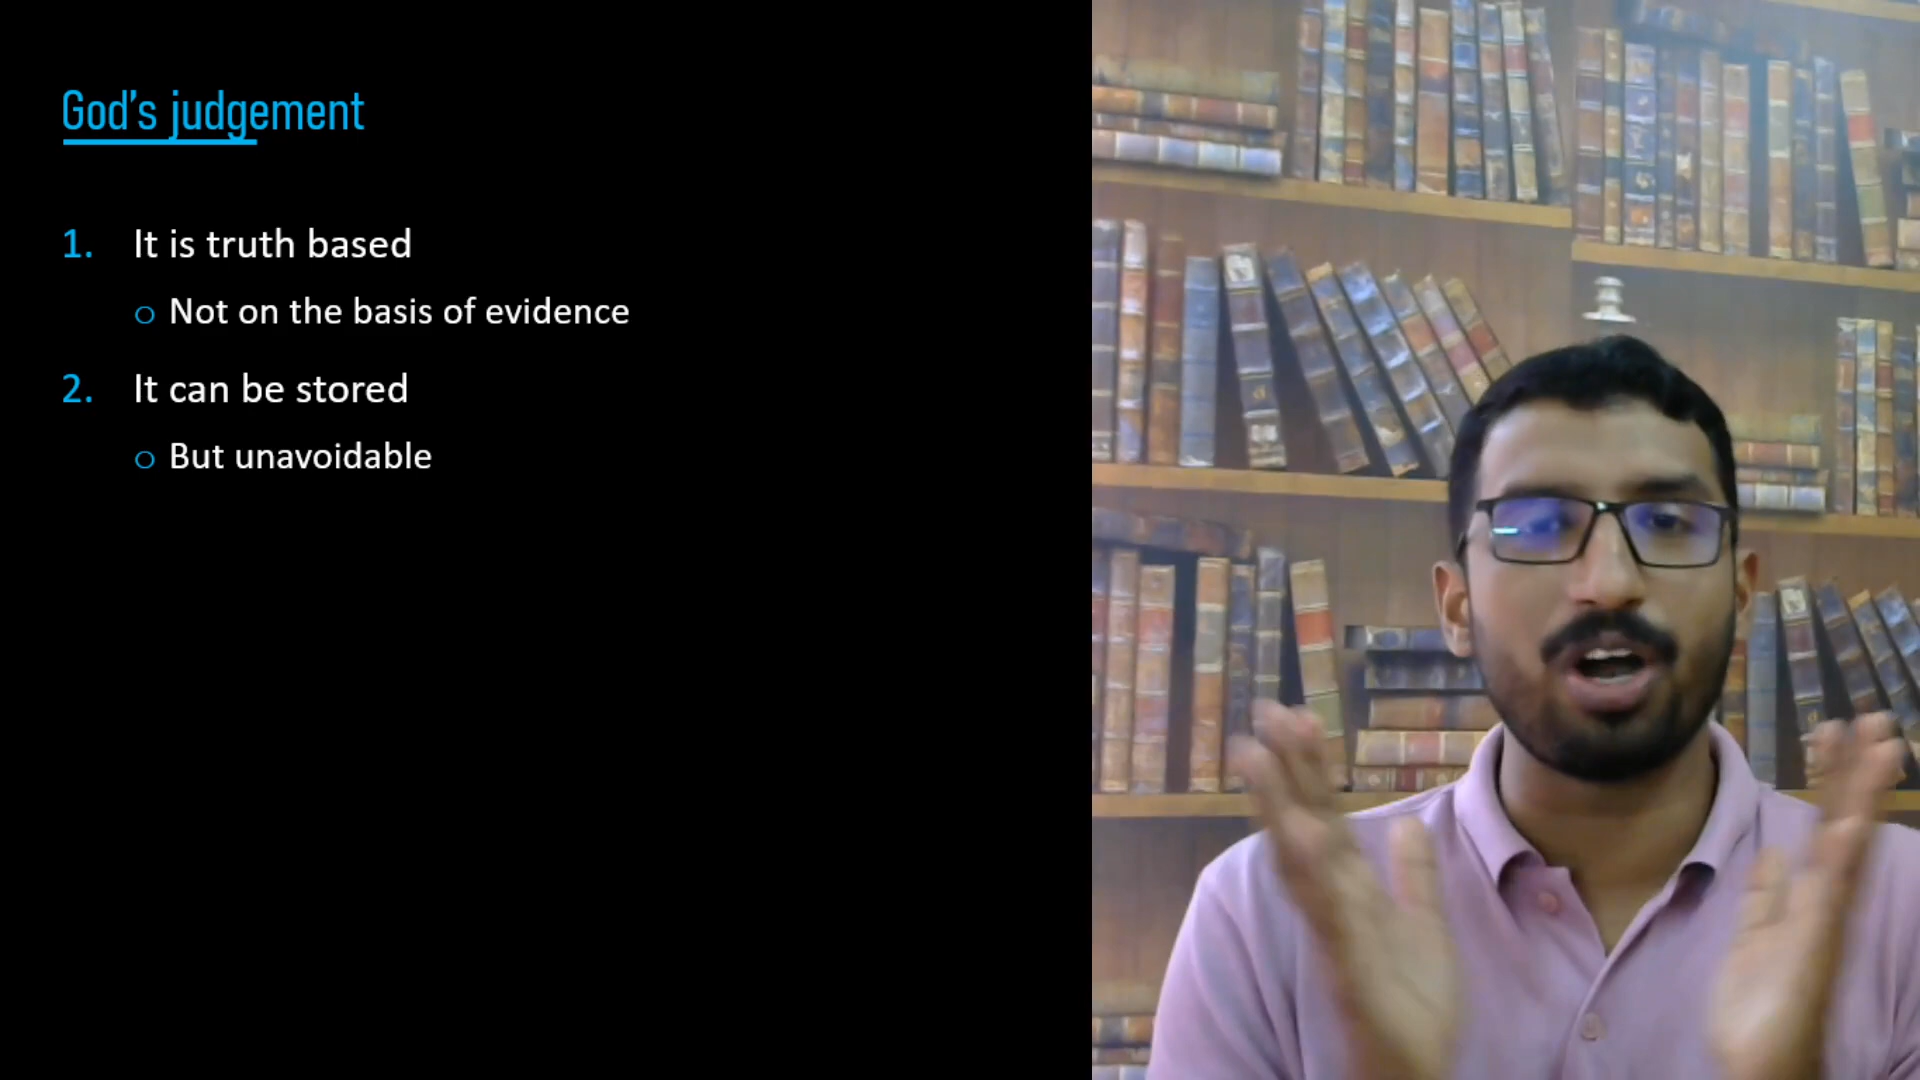 God's judgement
1. It is truth based
o Not on the basis of evidence
2. It can be stored
o But unavoidable